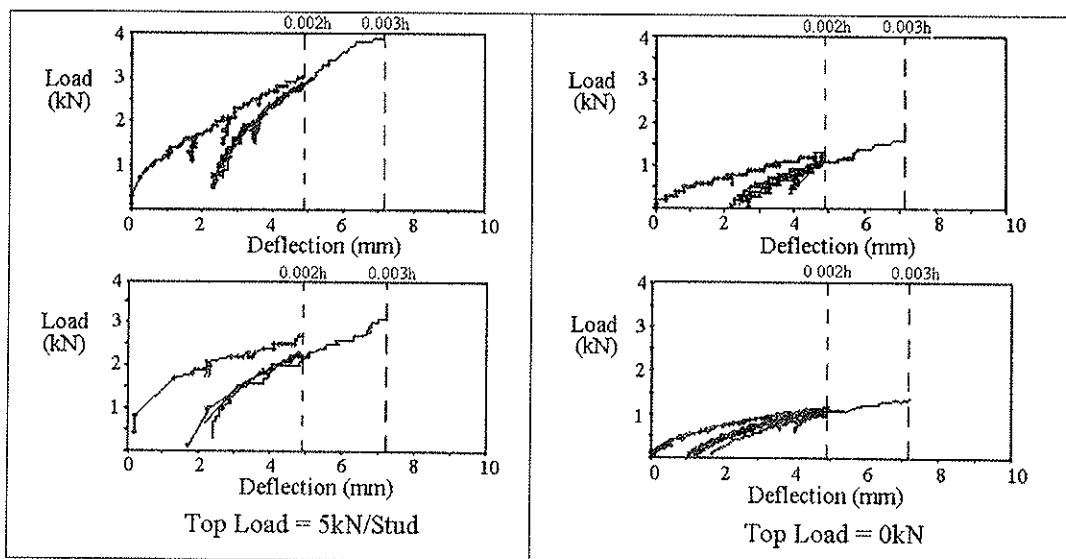 0.002h 0.003h
4
Load
(kN)
3
2
1
0 2 4 6 8 10
Deflection (mm)
0.002h 0.003h
4
Load
(kN)
3
2
1
0 2 4 6 8 10
Deflection (mm)
Top Load = 5kN/Stud
0.002h 0.003h
4
Load
(kN)
3
2
1
0 2 4 6 8 10
Deflection (mm)
0.002h 0.003h
4
Load
(kN)
3
2
1
0 2 4 6 8 10
Deflection (mm)
Top Load = 0kN